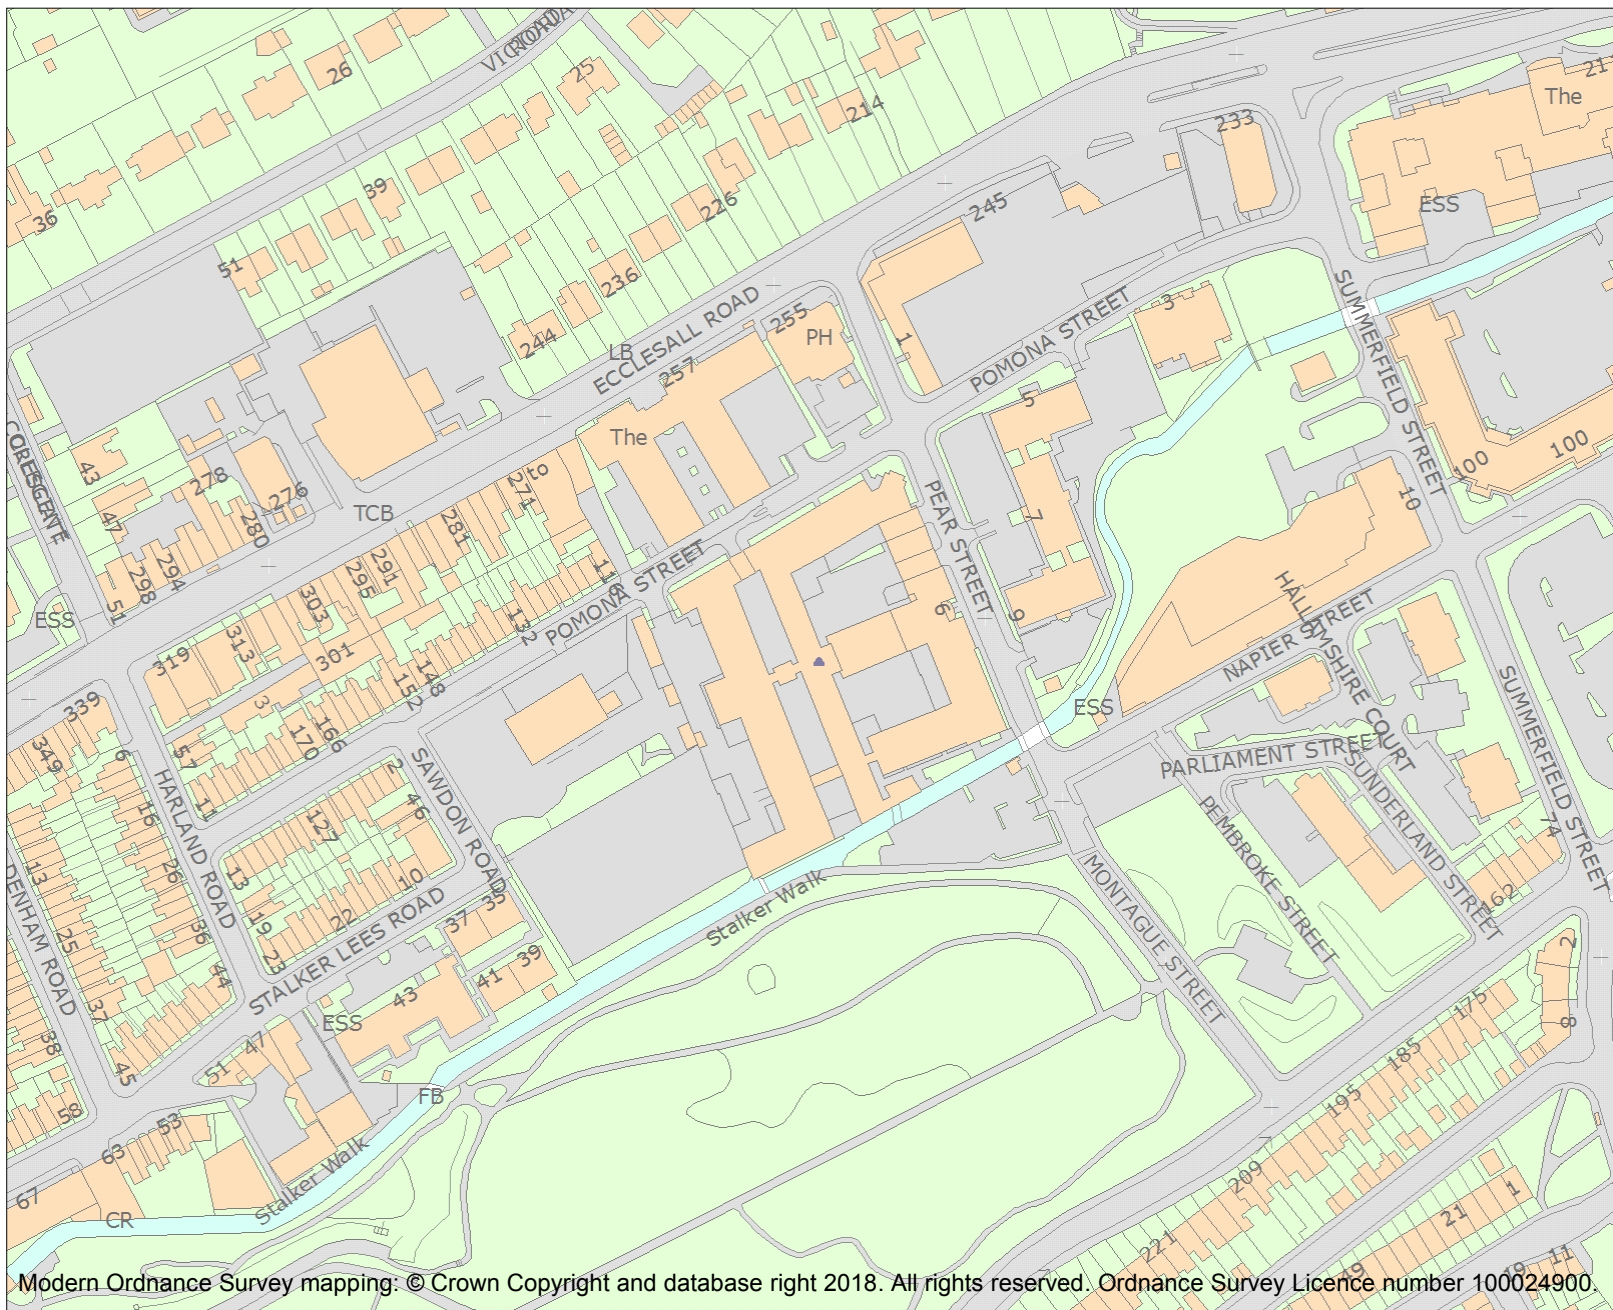 VICTORIA
ROAD
26
25
214
233
21
The
36
39
226
245
ESS
51
236
244
LB
ECCLESALL ROAD
255
PH
257
1
POMONA STREET
3
SUMMERFIELD STREET
5
The
43
278
276
47
280
TCB
271
to
281
7
PEAR STREET
10
100
100
298
294
51
291
295
303
ESS
132
POMONA STREET
6
9
HALLAMSHIRE COURT
NAPIER STREET
319
313
301
3
152
148
ESS
339
349
6
57
170
166
11
HARLAND ROAD
16
2
46
127
SAWDON ROAD
PARLIAMENT STREET
SUNDERLAND STREET
SUMMERFIELD STREET
74
PEMBROKE STREET
162
13
DENHAM ROAD
25
26
36
13
19
23
22
10
STALKER LEES ROAD
37
35
Stalker Walk
MONTAGUE STREET
37
38
44
43
41
39
ESS
45
51
47
58
FB
2
8
175
185
195
209
221
53
63
67
CR
Stalker Walk
1
21
19
19
11
Modern Ordnance Survey mapping: © Crown Copyright and database right 2018. All rights reserved. Ordnance Survey Licence number 100024900.